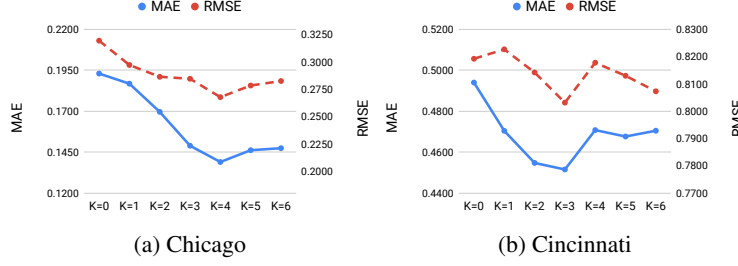 MAE RMSE
0.2200
0.1950
0.1700
0.1450
0.1200
MAE
0.3250
0.3000
0.2750
0.2500
0.2250
0.2000
RMSE
K=0 K=1 K=2 K=3 K=4 K=5 K=6
(a) Chicago
MAE RMSE
0.5200
0.5000
0.4800
0.4600
0.4400
MAE
0.8300
0.8200
0.8100
0.8000
0.7900
0.7800
0.7700
RMSE
K=0 K=1 K=2 K=3 K=4 K=5 K=6
(b) Cincinnati